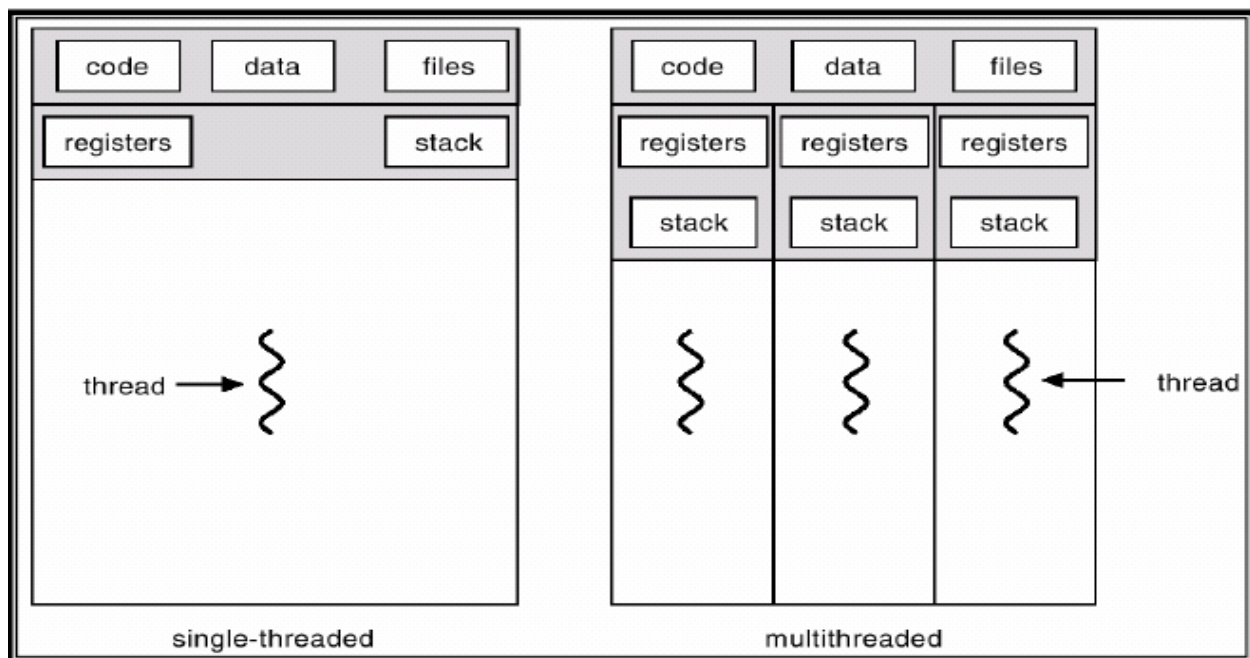 code data files
registers stack
thread
single-threaded
code data files
registers registers registers
stack stack stack
thread
multithreaded